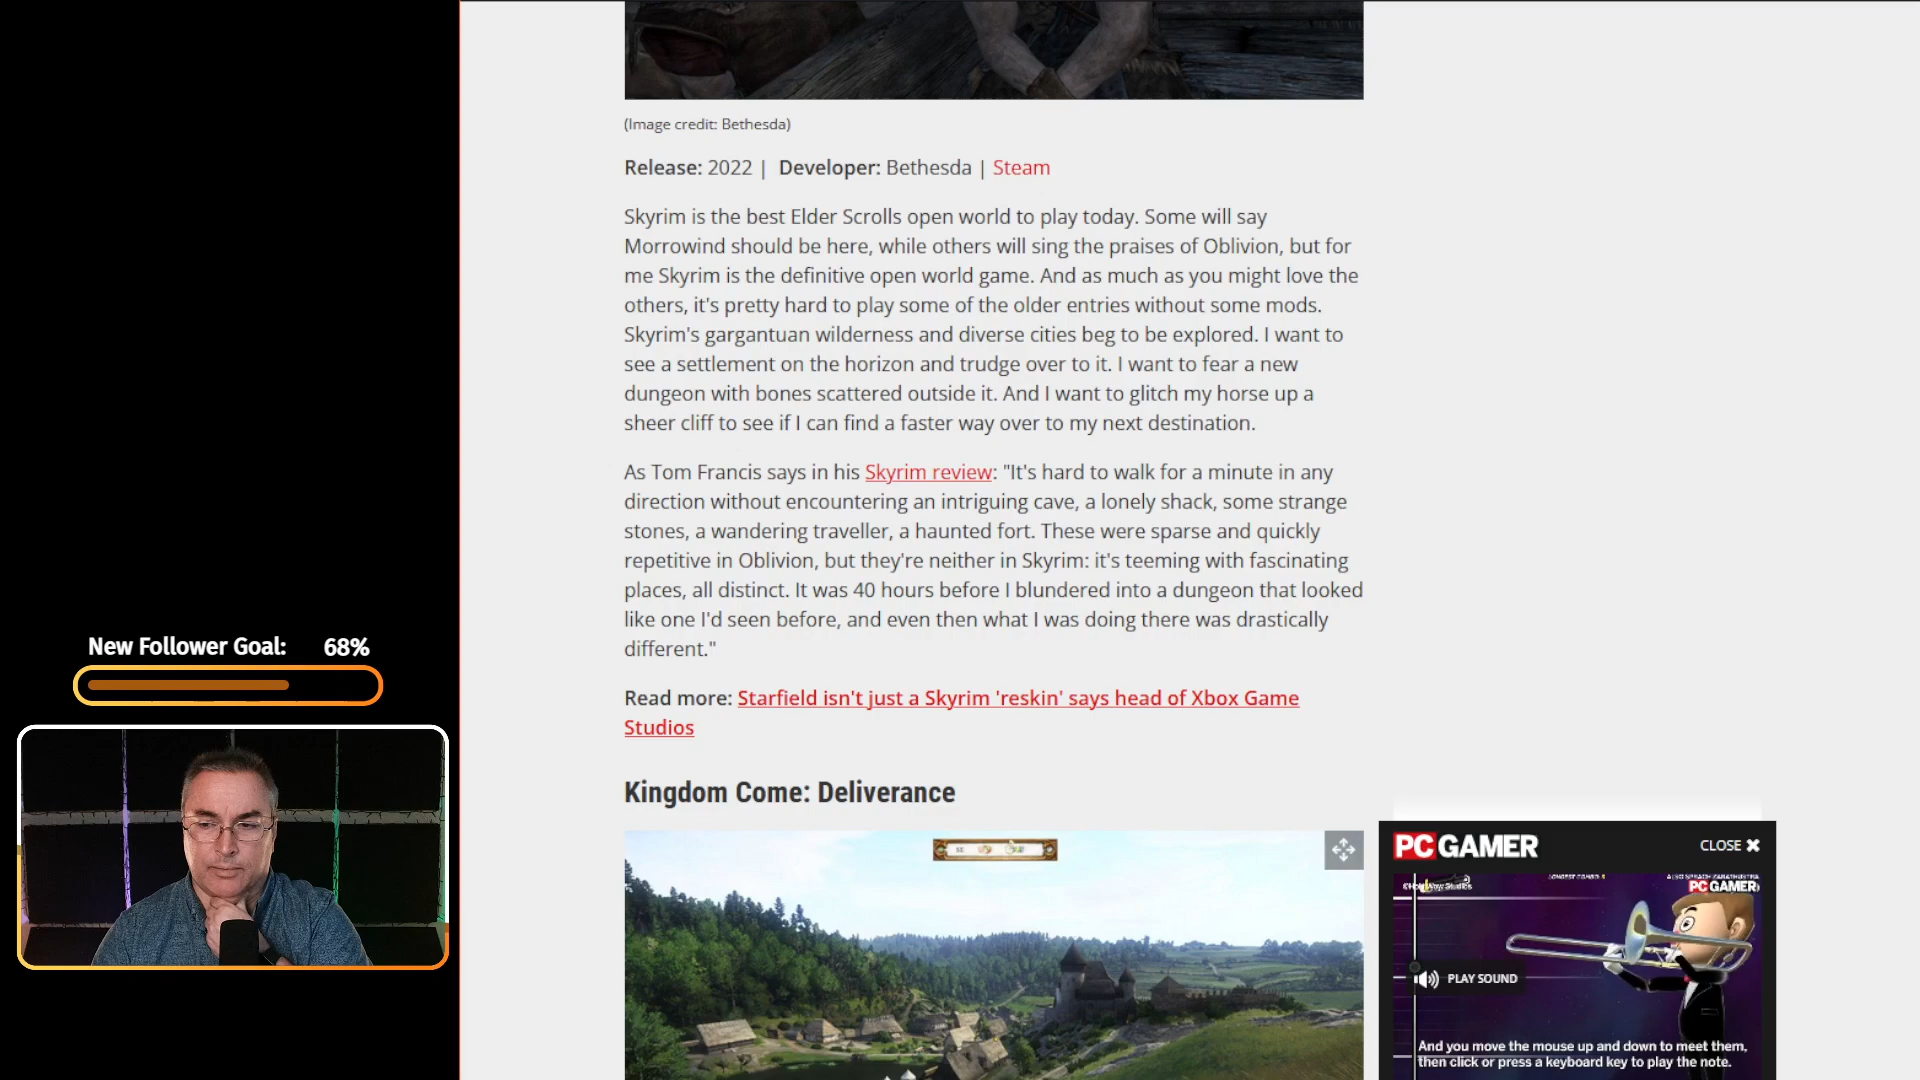 (Image credit: Bethesda)
Release: 2022 | Developer: Bethesda | Steam
Skyrim is the best Elder Scrolls open world to play today. Some will say
Morrowind should be here, while others will sing the praises of Oblivion, but for
me Skyrim is the definitive open world game. And as much as you might love the
others, it's pretty hard to play some of the older entries without some mods.
Skyrim's gargantuan wilderness and diverse cities beg to be explored. I want to
see a settlement on the horizon and trudge over to it. I want to fear a new
dungeon with bones scattered outside it. And I want to glitch my horse up a
sheer cliff to see if I can find a faster way over to my next destination.
As Tom Francis says in his Skyrim review: "It's hard to walk for a minute in any
direction without encountering an intriguing cave, a lonely shack, some strange
stones, a wandering traveller, a haunted fort. These were sparse and quickly
repetitive in Oblivion, but they're neither in Skyrim: it's teeming with fascinating
places, all distinct. It was 40 hours before I blundered into a dungeon that looked
like one I'd seen before, and even then what I was doing there was drastically
different."
Read more: Starfield isn't just a Skyrim 'reskin' says head of Xbox Game
Studios
Kingdom Come: Deliverance
New Follower Goal: 68%
PC GAMER
CLOSE
PC GAMER
PLAY SOUND
And you move the mouse up and down to meet them,
then click or press a keyboard key to play the note.